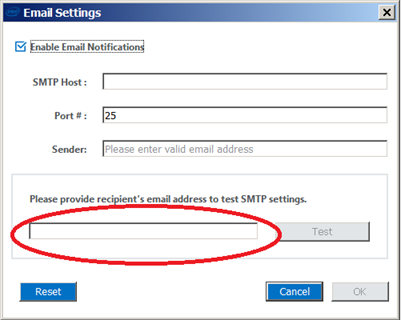 Email Settings
Enable Email Notifications
SMTP Host :
Port # : 25
Sender: Please enter valid email address
Please provide recipient's email address to test SMTP settings.
Test
Reset Cancel OK